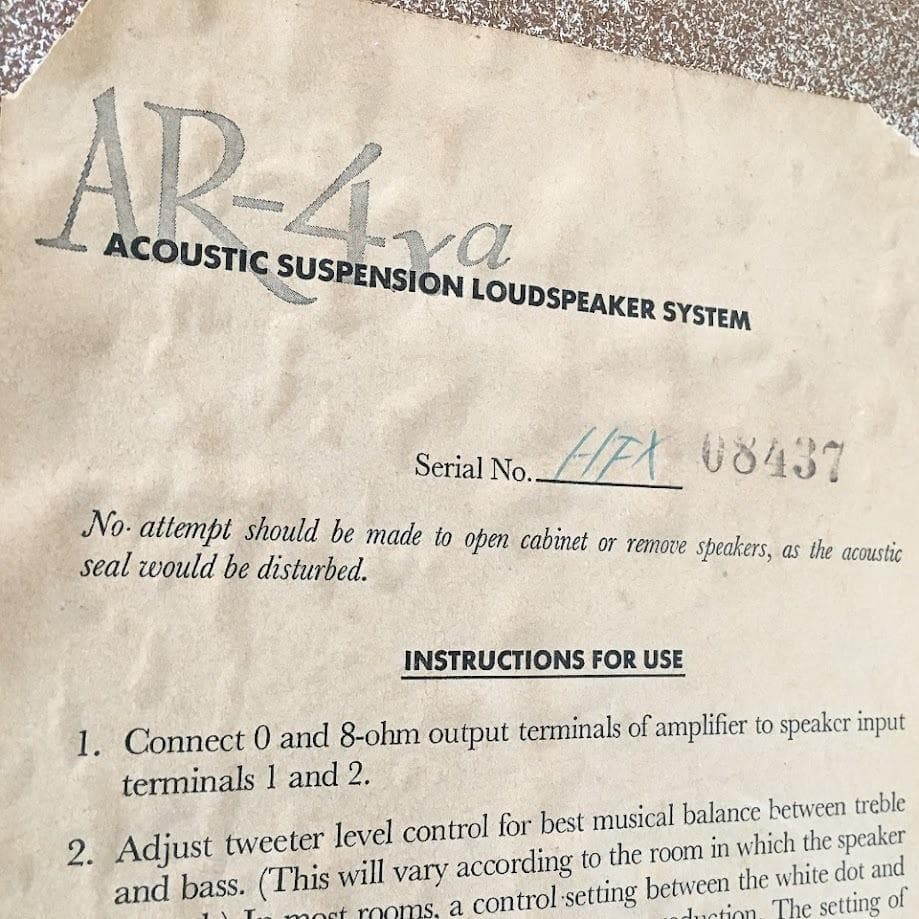 AR-4xa
ACOUSTIC SUSPENSION LOUDSPEAKER SYSTEM
Serial No. HFX 08437
No attempt should be made to open cabinet or remove speakers, as the acoustic
seal would be disturbed.
INSTRUCTIONS FOR USE
1. Connect 0 and 8-ohm output terminals of amplifier to speaker input
terminals 1 and 2.
2. Adjust tweeter level control for best musical balance between treble
and bass. (This will vary according to the room in which the speaker
In most rooms, a control setting between the white dot and
The setting of